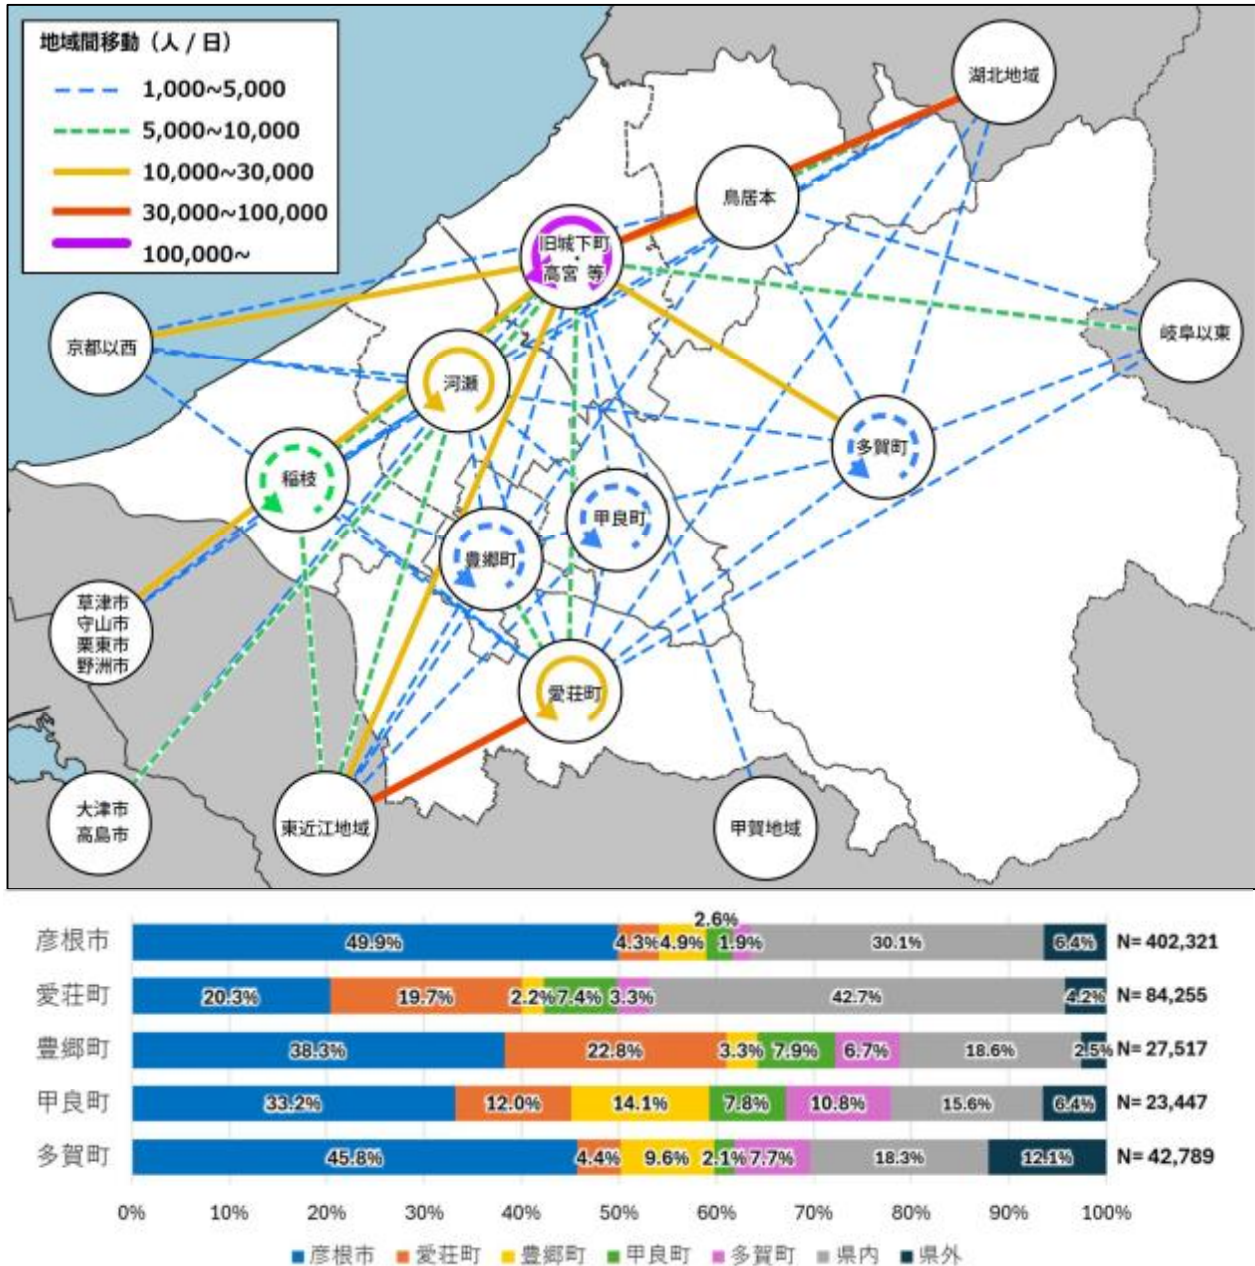 地域間移動（人 / 日）
1,000~5,000
5,000~10,000
10,000~30,000
30,000~100,000
100,000~
湖北地域
鳥居本
旧城下町
・
高宮 等
京都以西
岐阜以東
河瀬
多賀町
稲枝
甲良町
豊郷町
草津市
守山市
栗東市
野洲市
愛荘町
大津市
高島市
東近江地域
甲賀地域
2.6%
彦根市 49.9% 4.3% 4.9% 1.9% 30.1% 6.4% N= 402,321
愛荘町 20.3% 19.7% 2.2% 7.4% 3.3% 42.7% 4.2% N= 84,255
豊郷町 38.3% 22.8% 3.3% 7.9% 6.7% 18.6% 2.5% N= 27,517
甲良町 33.2% 12.0% 14.1% 7.8% 10.8% 15.6% 6.4% N= 23,447
多賀町 45.8% 4.4% 9.6% 2.1% 7.7% 18.3% 12.1% N= 42,789
0% 10% 20% 30% 40% 50% 60% 70% 80% 90% 100%
彦根市 愛荘町 豊郷町 甲良町 多賀町 県内 県外